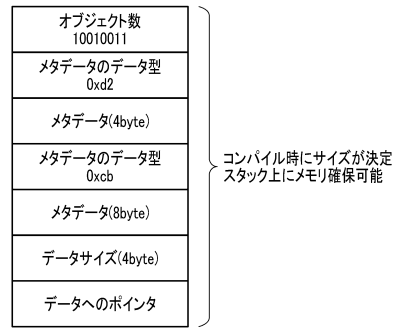 オブジェクト数
10010011
メタデータのデータ型
0xd2
メタデータ(4byte)
メタデータのデータ型
0xcb
メタデータ(8byte)
データサイズ(4byte)
データへのポインタ
コンパイル時にサイズが決定
スタック上にメモリ確保可能